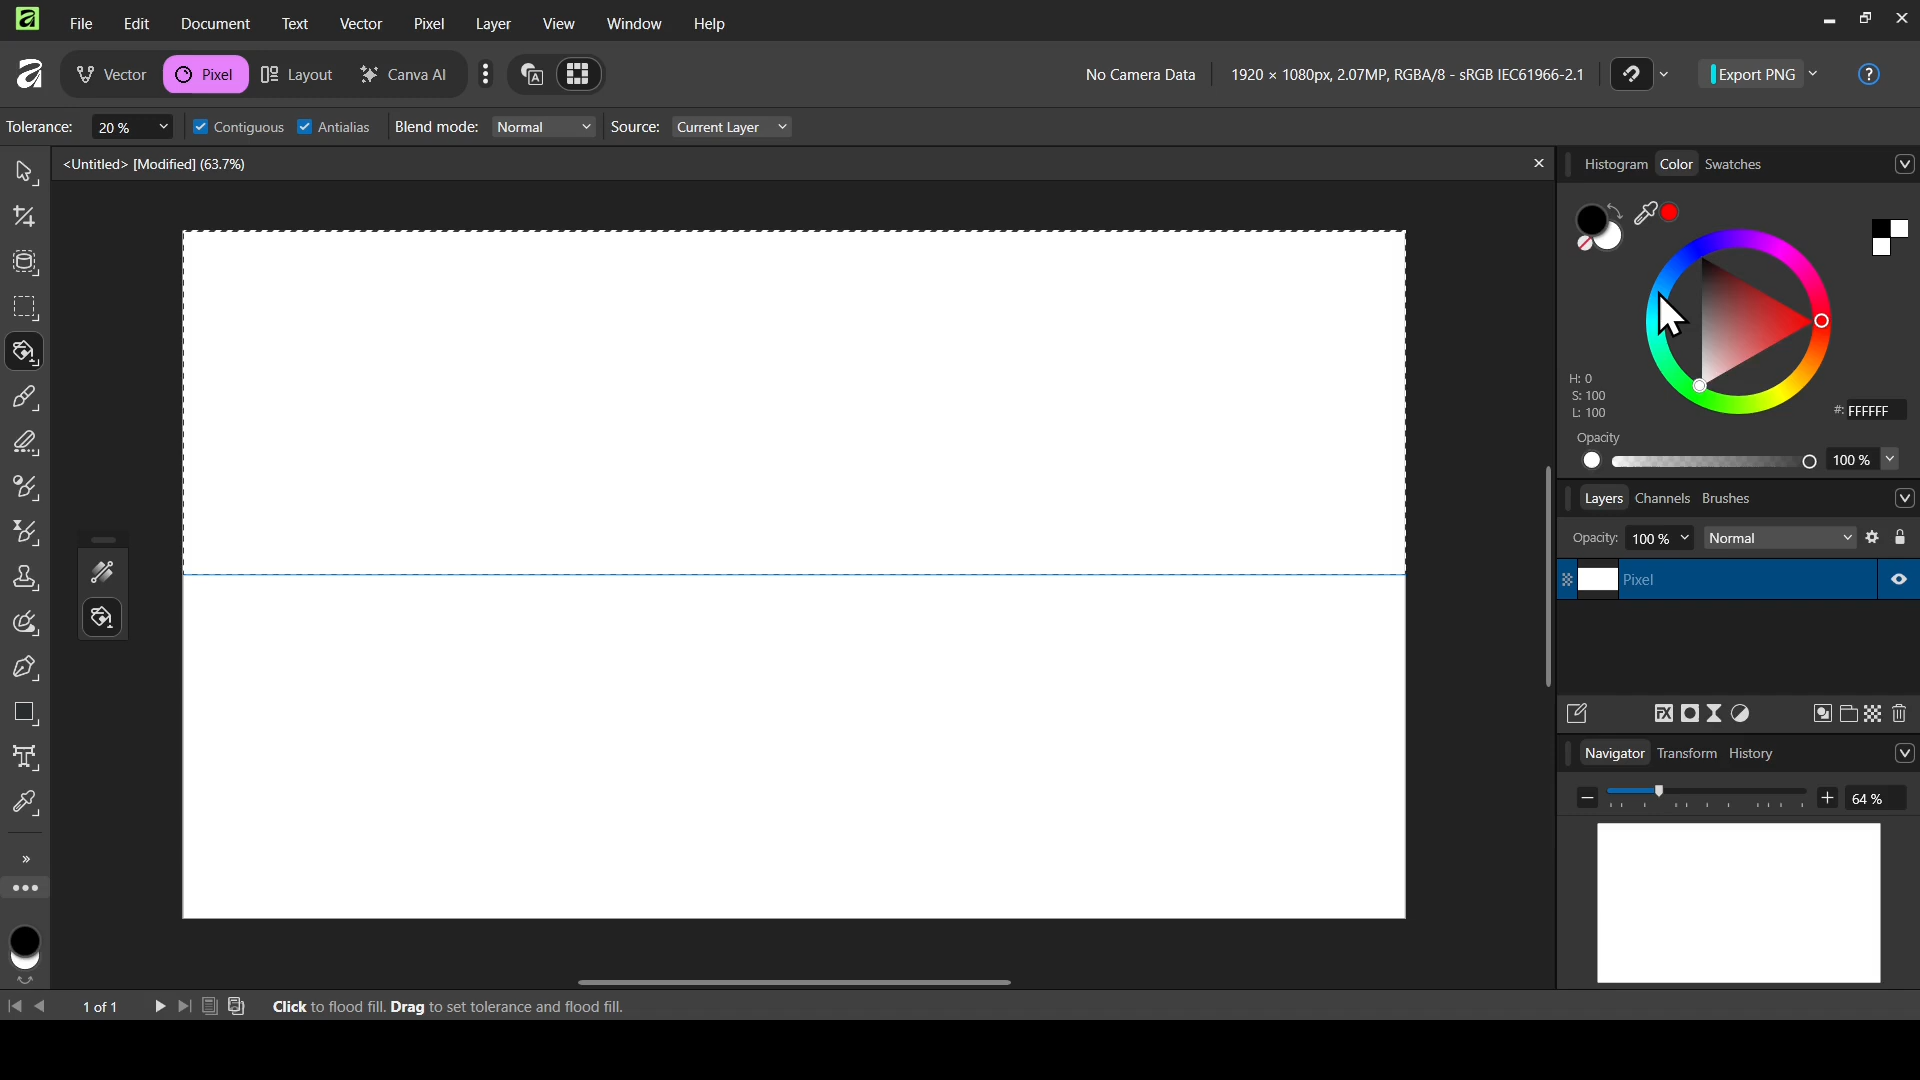 File Edit Document Text Vector Pixel Layer View Window Help
Vector Pixel Layout Canva AI No Camera Data 1920 × 1080px, 2.07MP, RGBA/8 - sRGB IEC61966-2.1 Export PNG ?
Tolerance: 20 % Contiguous Antialias Blend mode: Normal Source: Current Layer
<Untitled> [Modified] (63.7%)
Histogram Color Swatches
H: 0
S: 100
L: 100
#: FFFFFF
Opacity
100 %
Layers Channels Brushes
Opacity: 100 % Normal
Pixel
Navigator Transform History
64 %
1 of 1 Click to flood fill. Drag to set tolerance and flood fill.